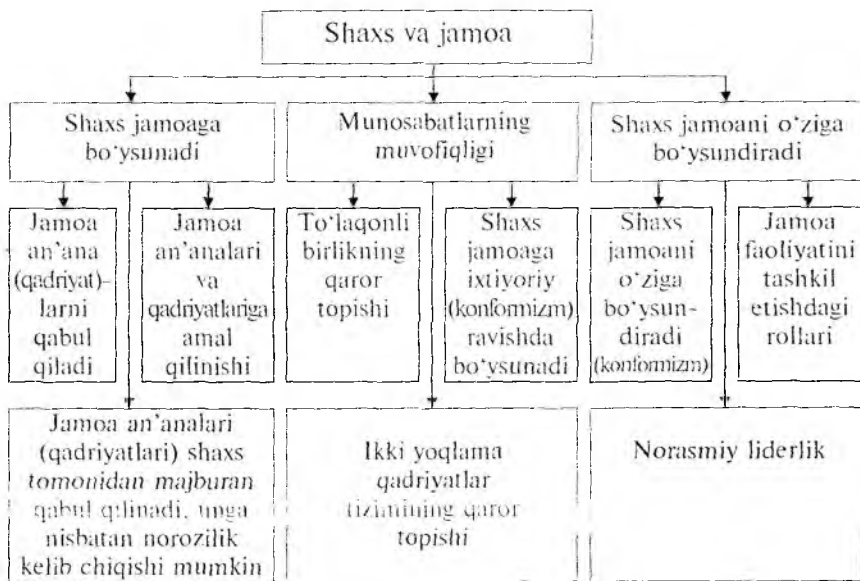 Shaxs va jamoa
Shaxs jamoaga
bo‘ysunadi
Munosabatlarning
muvofiqligi
Shaxs jamoani o‘ziga
bo‘ysundiradi
Jamoa
an’ana
(qadriyat)-
larni
qabul
qiladi
Jamoa
an’analari
va
qadriyatlariga
amal
qilinishi
To‘laqonli
birlikning
qaror
topishi
Shaxs
jamoaga
ixtiyoriy
(konformizm)
ravishda
bo‘ysunadi
Shaxs
jamoani
o‘ziga
bo‘ysun-
diradi
(konformizm)
Jamoa
faoliyatini
tashkil
etishdagi
rollari
Jamoa an’analari
(qadriyatlari) shaxs
tomonidan majburan
qabul qilinadi, unga
nisbatan norozilik
kelib chiqishi mumkin
Ikki yoqlama
qadriyatlar
tizimining qaror
topishi
Norasmiy liderlik